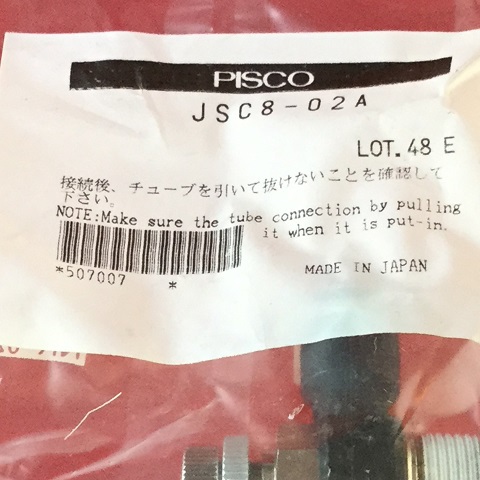 PISCO
JSC8-02A
LOT. 48 E
接続後、チューブを引いて抜けないことを確認して
下さい。
NOTE:Make sure the tube connection by pulling
it when it is put-in.
*507007 *
MADE IN JAPAN